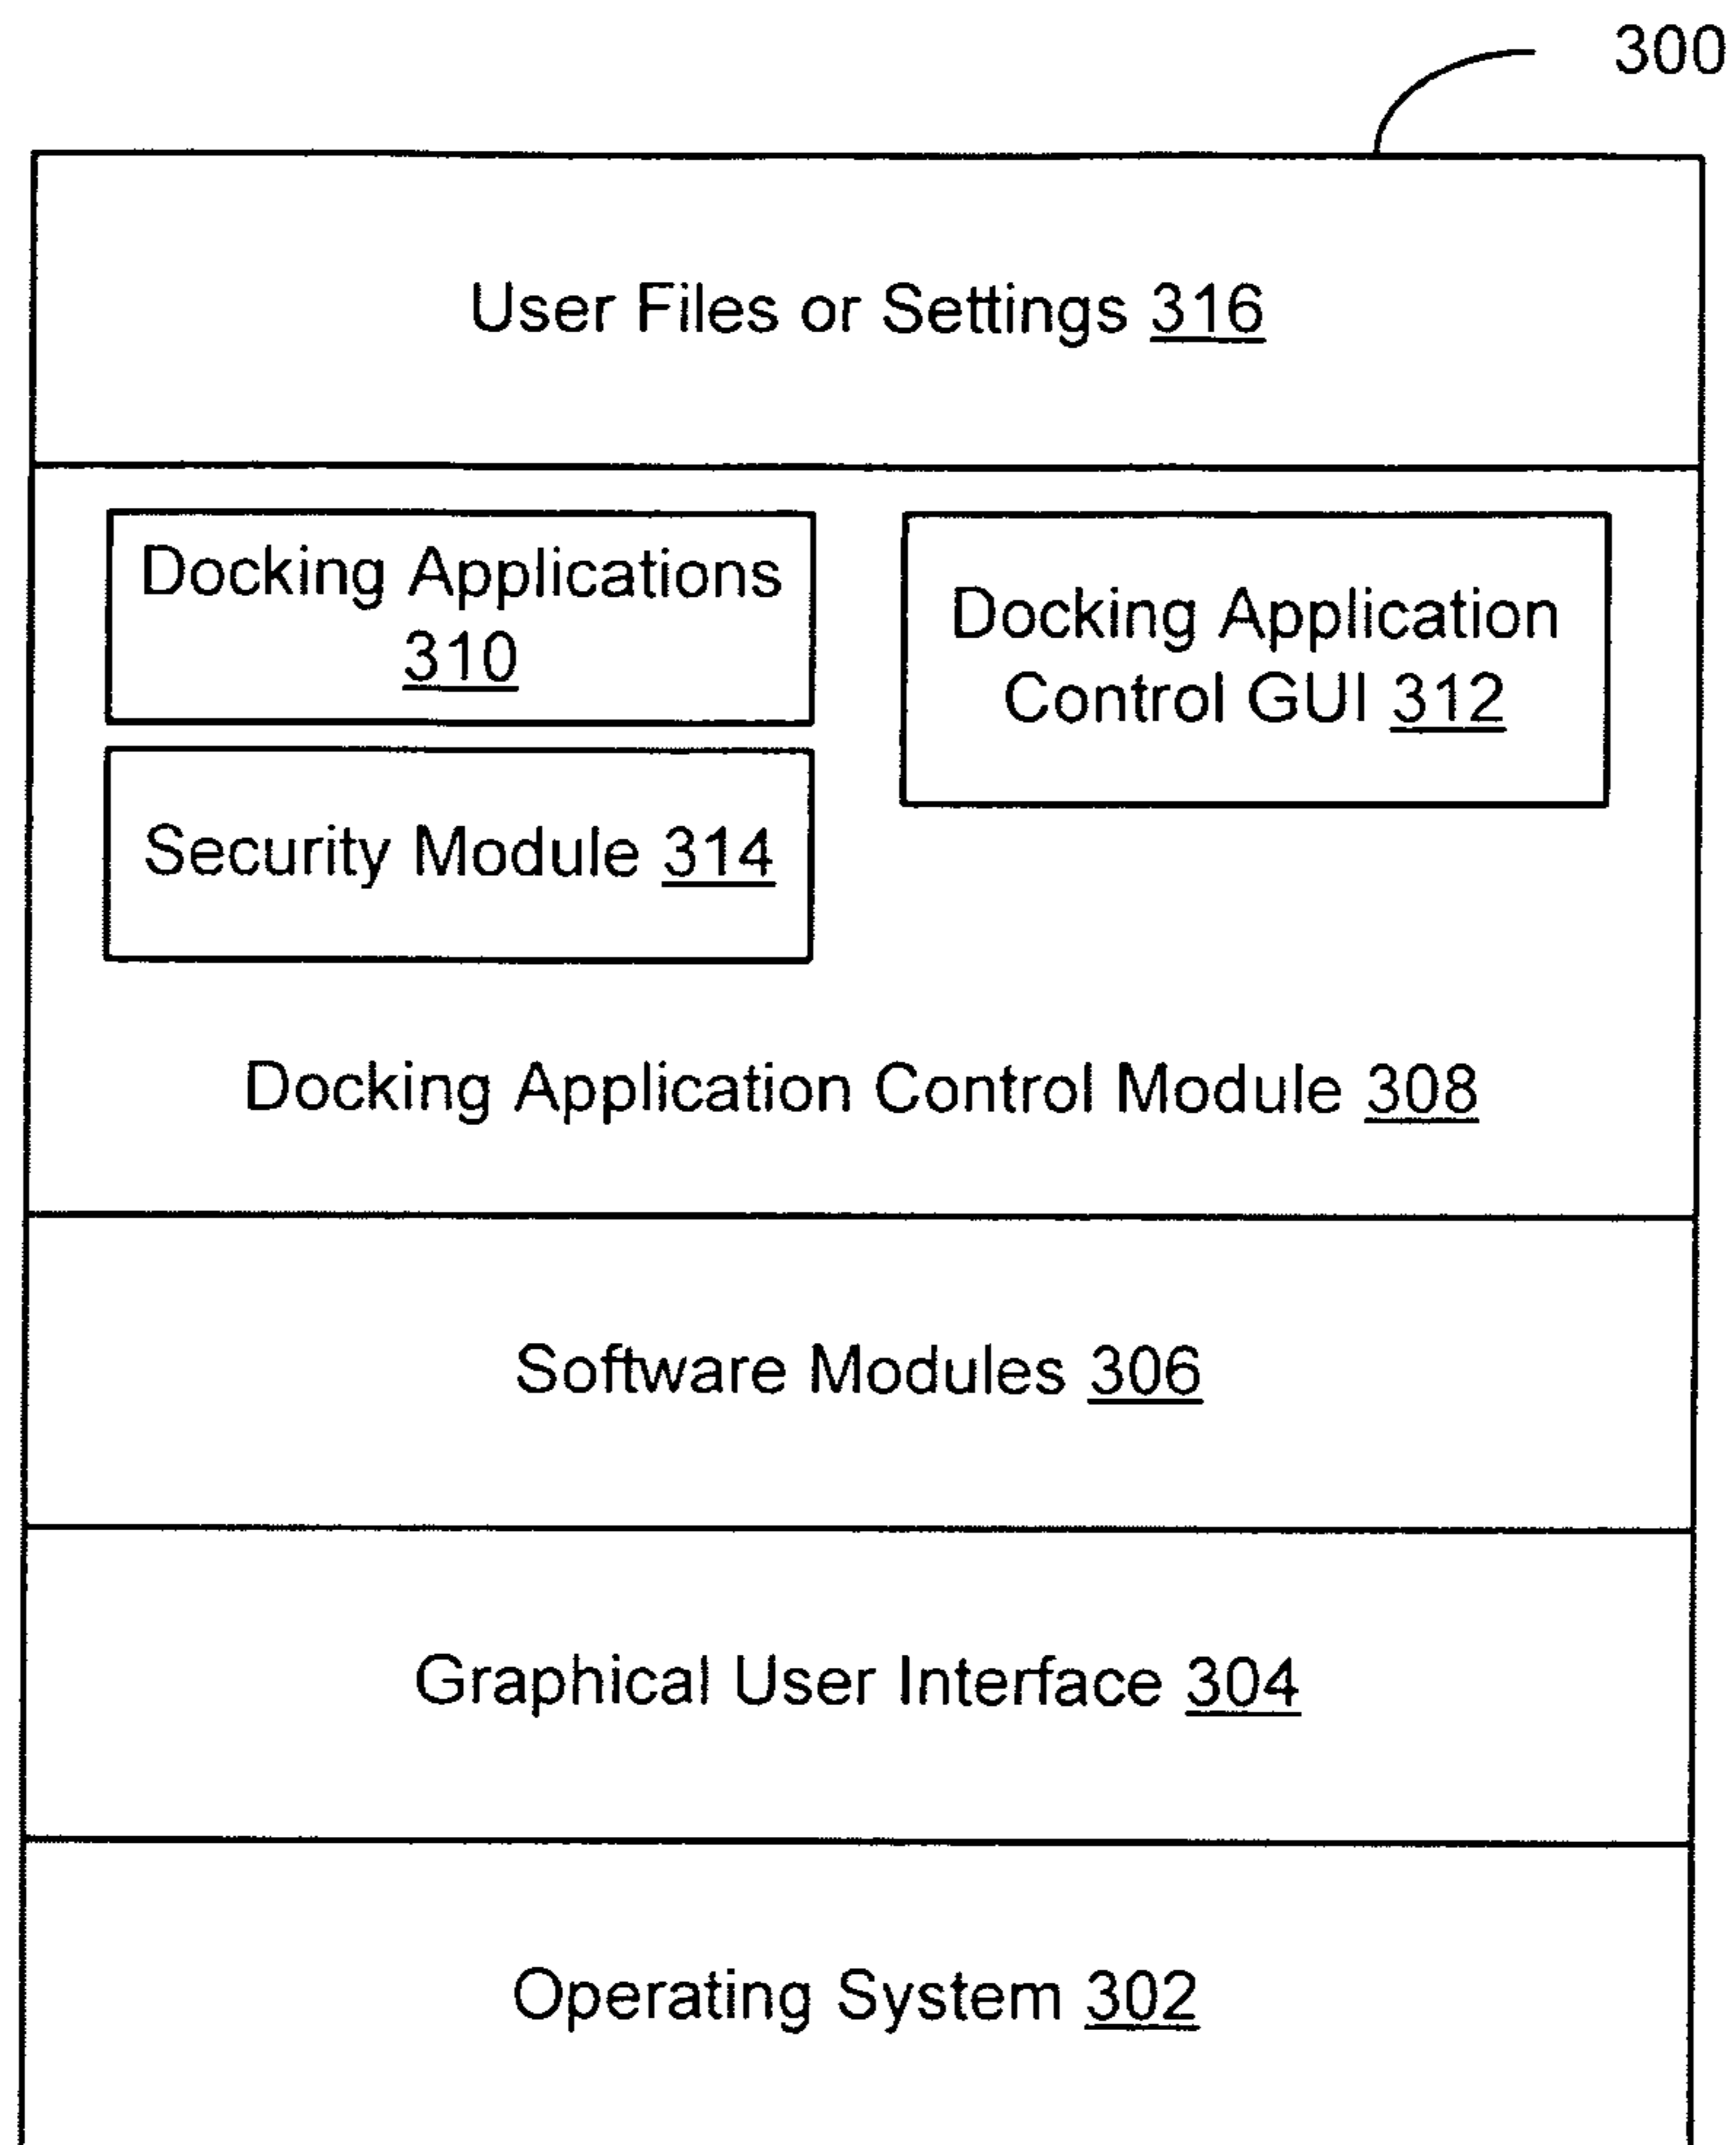 300
User Files or Settings 316
Docking Applications
310
Docking Application
Control GUI 312
Security Module 314
Docking Application Control Module 308
Software Modules 306
Graphical User Interface 304
Operating System 302